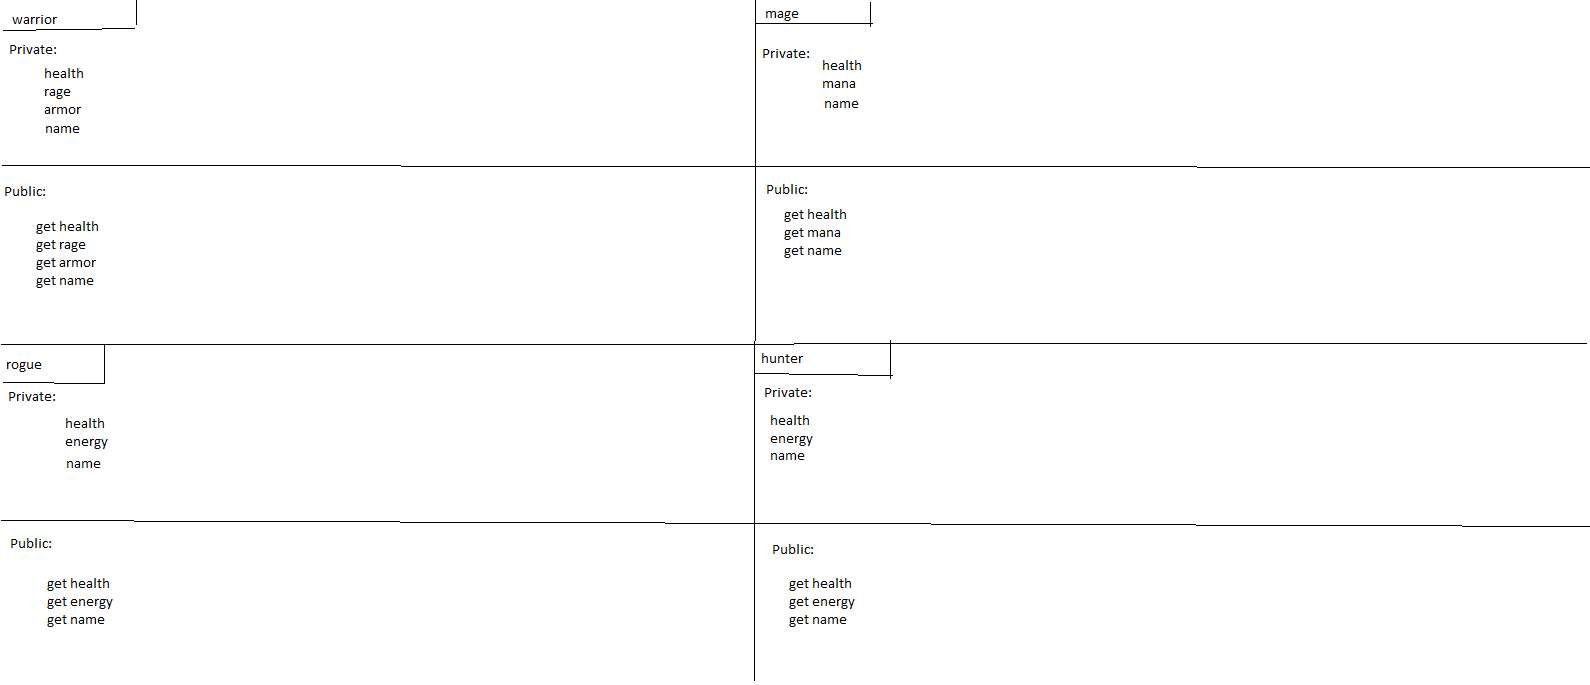 warrior
Private:
health
rage
armor
name
Public:
get health
get rage
get armor
get name
mage
Private:
health
mana
name
Public:
get health
get mana
get name
rogue
Private:
health
energy
name
Public:
get health
get energy
get name
hunter
Private:
health
energy
name
Public:
get health
get energy
get name